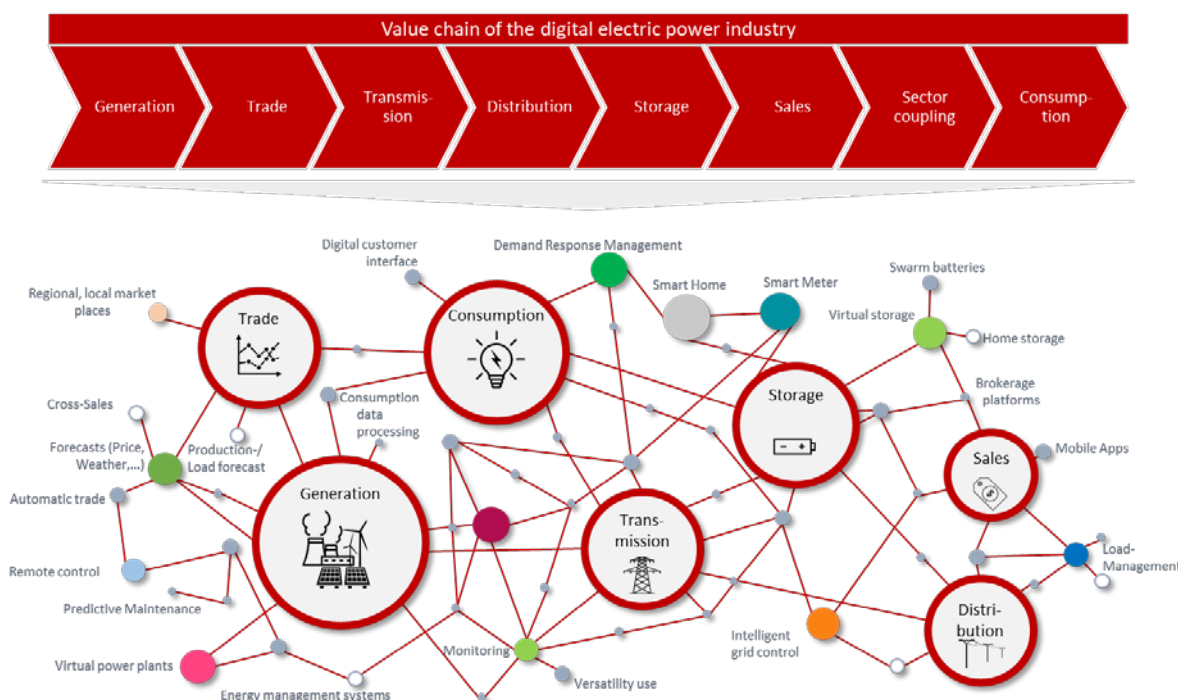 Value chain of the digital electric power industry
Generation
Trade
Transmis-
sion
Distribution
Storage
Sales
Sector
coupling
Consump-
tion
Digital customer
interface
Demand Response Management
Regional, local market
places
Trade
Consumption
Smart Home
Smart Meter
Swarm batteries
Virtual storage
Home storage
Storage
Brokerage
platforms
Cross-Sales
Consumption
data
processing
Forecasts (Price,
Weather,...)
Production-/
Load forecast
Sales
Mobile Apps
Automatic trade
Generation
Trans-
mission
Remote control
Load-
Management
Predictive Maintenance
Distri-
bution
Intelligent
grid control
Monitoring
Virtual power plants
Versatility use
Energy management systems